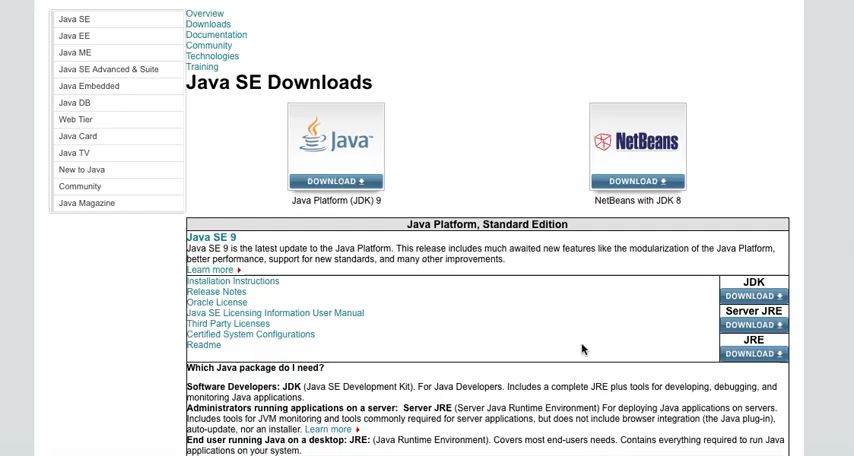 Java SE
Java EE
Java ME
Java SE Advanced & Suite
Java Embedded
Java DB
Web Tier
Java Card
Java TV
New to Java
Community
Java Magazine
Overview
Downloads
Documentation
Community
Technologies
Training
Java SE Downloads
Java™
DOWNLOAD
Java Platform (JDK) 9
NetBeans
DOWNLOAD
NetBeans with JDK 8
Java Platform, Standard Edition
Java SE 9
Java SE 9 is the latest update to the Java Platform. This release includes much awaited new features like the modularization of the Java Platform,
better performance, support for new standards, and many other improvements.
Learn more
Installation Instructions
Release Notes
Oracle License
Java SE Licensing Information User Manual
Third Party Licenses
Certified System Configurations
Readme
JDK
DOWNLOAD
Server JRE
DOWNLOAD
JRE
DOWNLOAD
Which Java package do I need?
Software Developers: JDK (Java SE Development Kit). For Java Developers. Includes a complete JRE plus tools for developing, debugging, and
monitoring Java applications.
Administrators running applications on a server: Server JRE (Server Java Runtime Environment) For deploying Java applications on servers.
Includes tools for JVM monitoring and tools commonly required for server applications, but does not include browser integration (the Java plug-in),
auto-update, nor an installer. Learn more
End user running Java on a desktop: JRE: (Java Runtime Environment). Covers most end-users needs. Contains everything required to run Java
applications on your system.